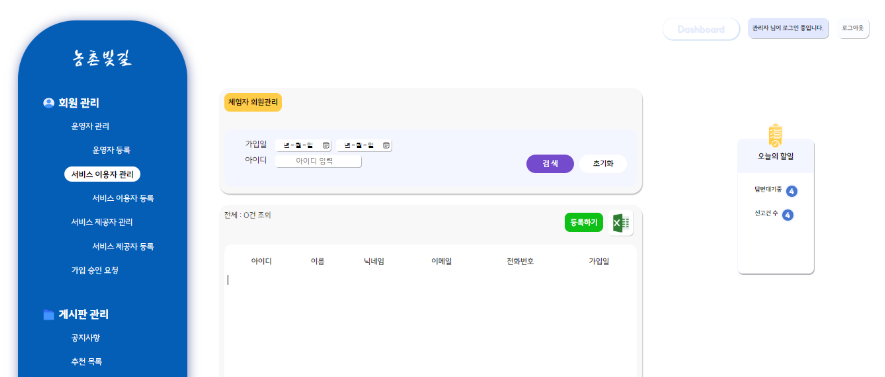 Dashboard
관리자 님이 로그인 중입니다.
로그아웃
농촌빛길
회원 관리
운영자 관리
운영자 등록
서비스 이용자 관리
서비스 이용자 등록
서비스 제공자 관리
서비스 제공자 등록
가입 승인 요청
게시판 관리
공지사항
추천 목록
체험자 회원관리
가입일 년-월-일 년-월-일
아이디 아이디 입력
검색 초기화
전체 : 0건 조회
등록하기
아이디 이름 닉네임 이메일 전화번호 가입일
오늘의 할일
답변대기중 4
신고건 수 4